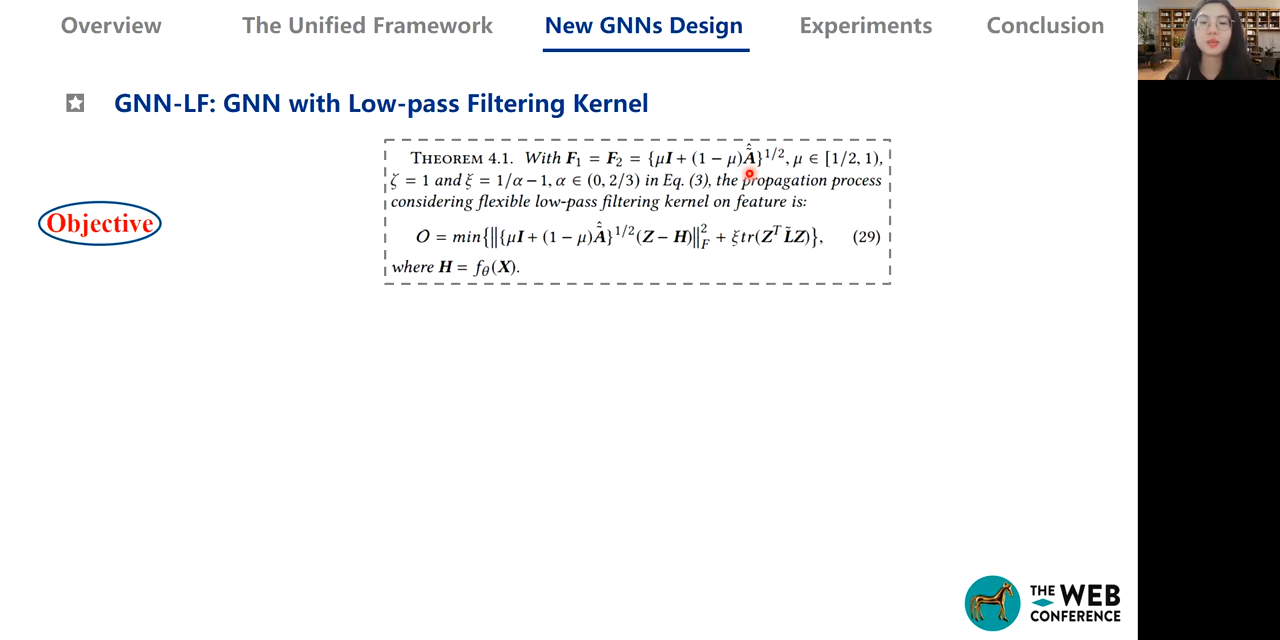 Overview The Unified Framework New GNNs Design Experiments Conclusion
GNN-LF: GNN with Low-pass Filtering Kernel
THEOREM 4.1. With F₁ = F₂ = {μI + (1 − μ)Ẫ}^{1/2}, μ ∈ [1/2, 1),
ζ = 1 and ξ = 1/α − 1, α ∈ (0, 2/3) in Eq. (3), the propagation process
considering flexible low-pass filtering kernel on feature is:
Objective
O = min{‖{μI + (1 − μ)Ẫ}^{1/2}(Z − H)‖²_F + ξtr(Z^T L̃Z)}, (29)
where H = f_θ(X).
THE WEB
CONFERENCE